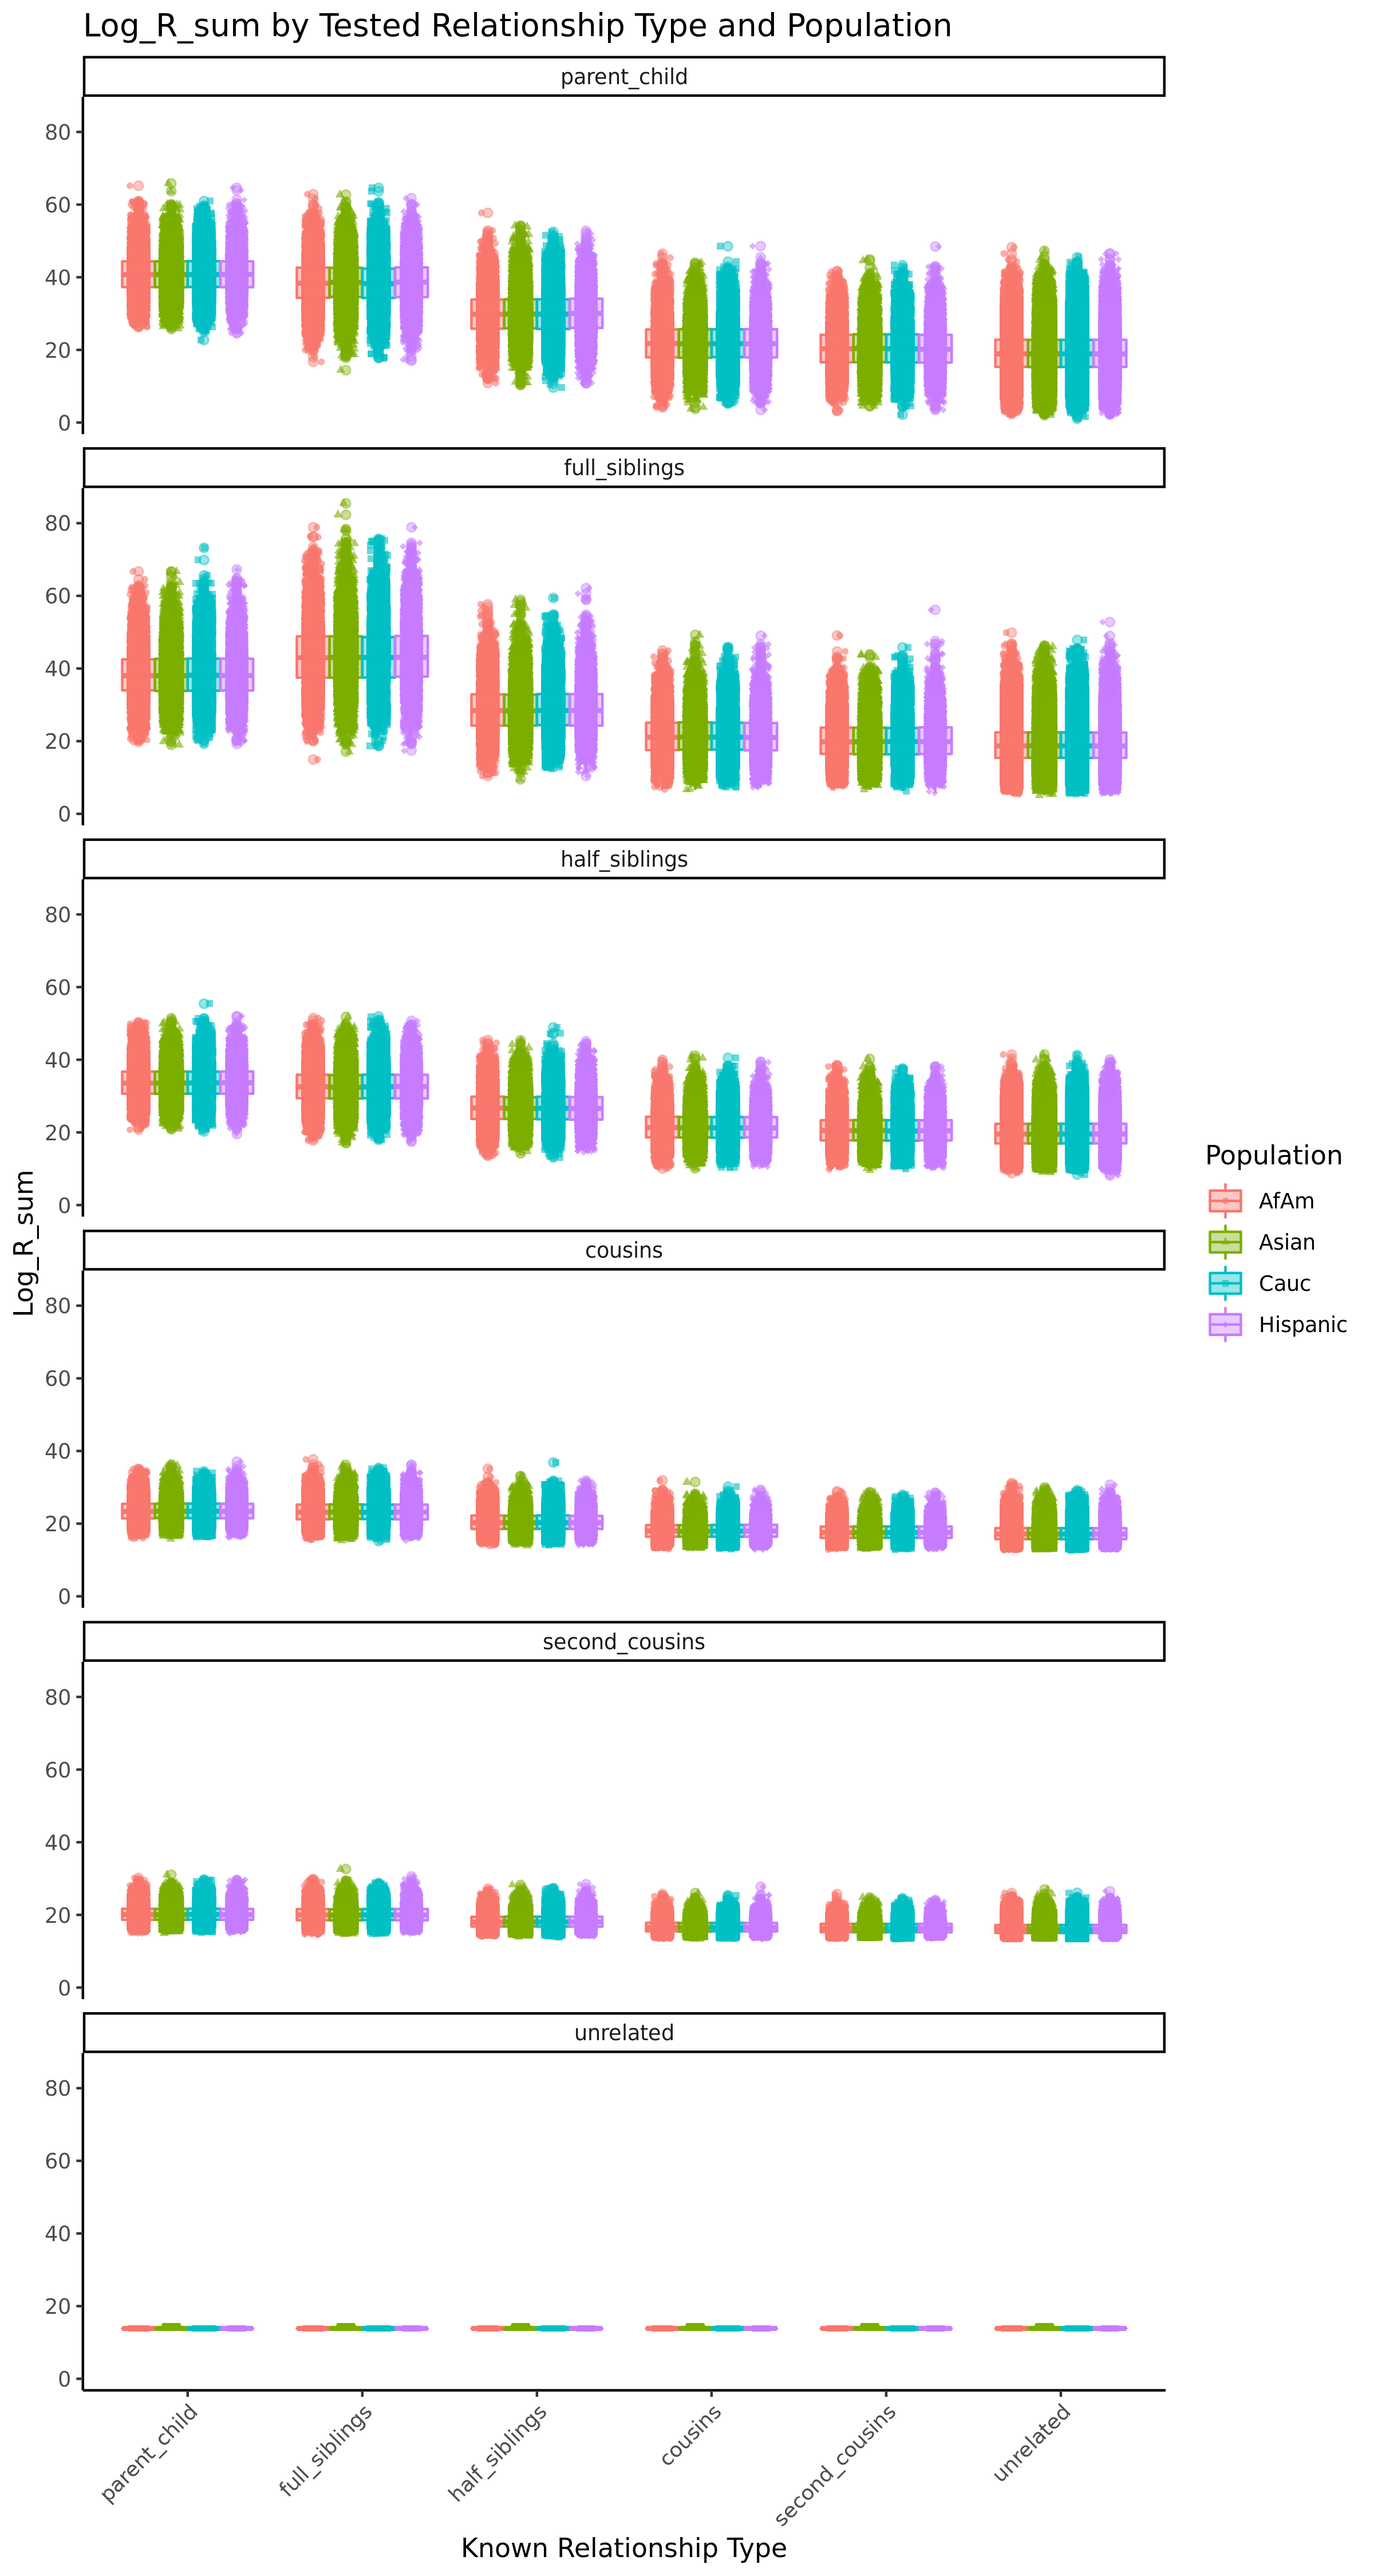 Log_R_sum by Tested Relationship Type and Population
parent_child
80
60
40
20
0
full_siblings
80
60
40
20
0
half_siblings
80
60
40
20
0
cousins
80
60
40
20
0
second_cousins
80
60
40
20
0
unrelated
80
60
40
20
0
Log_R_sum
parent_child
full_siblings
half_siblings
cousins
second_cousins
unrelated
Known Relationship Type
Population
AfAm
Asian
Cauc
Hispanic